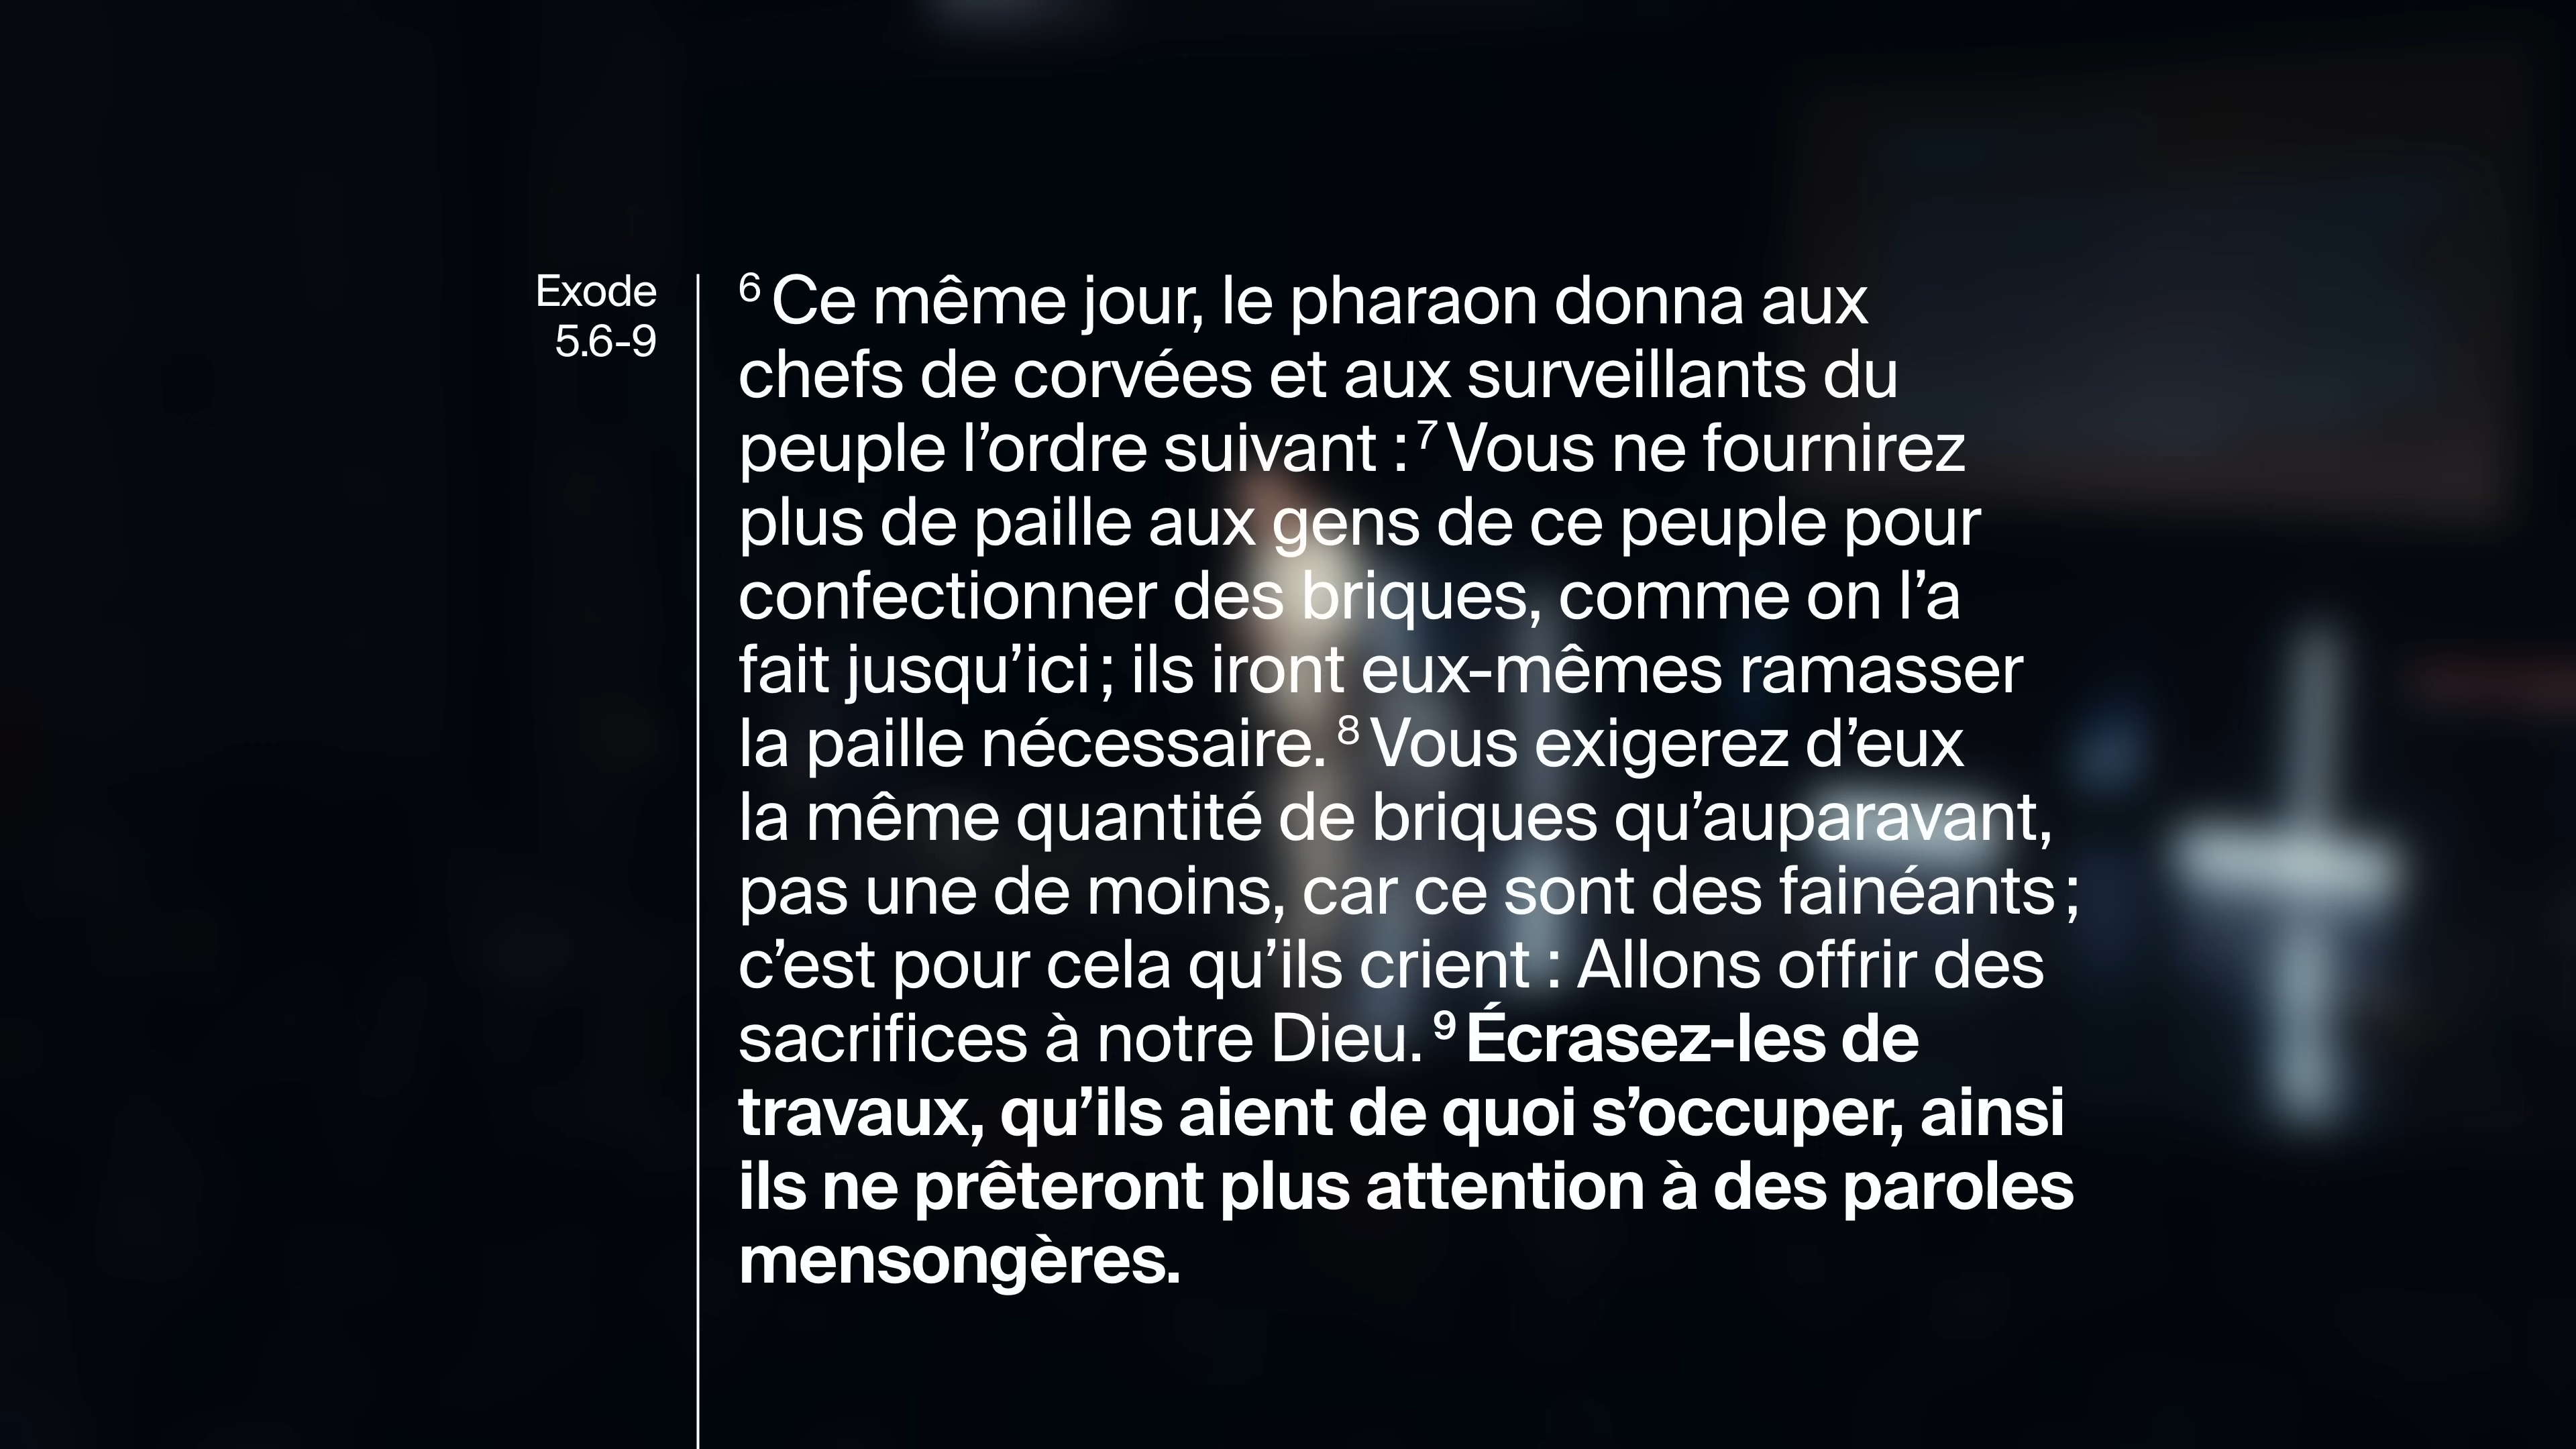 Exode
5.6-9
⁶ Ce même jour, le pharaon donna aux
chefs de corvées et aux surveillants du
peuple l’ordre suivant : ⁷ Vous ne fournirez
plus de paille aux gens de ce peuple pour
confectionner des briques, comme on l’a
fait jusqu’ici ; ils iront eux-mêmes ramasser
la paille nécessaire. ⁸ Vous exigerez d’eux
la même quantité de briques qu’auparavant,
pas une de moins, car ce sont des fainéants ;
c’est pour cela qu’ils crient : Allons offrir des
sacrifices à notre Dieu. ⁹ Écrasez-les de
travaux, qu’ils aient de quoi s’occuper, ainsi
ils ne prêteront plus attention à des paroles
mensongères.